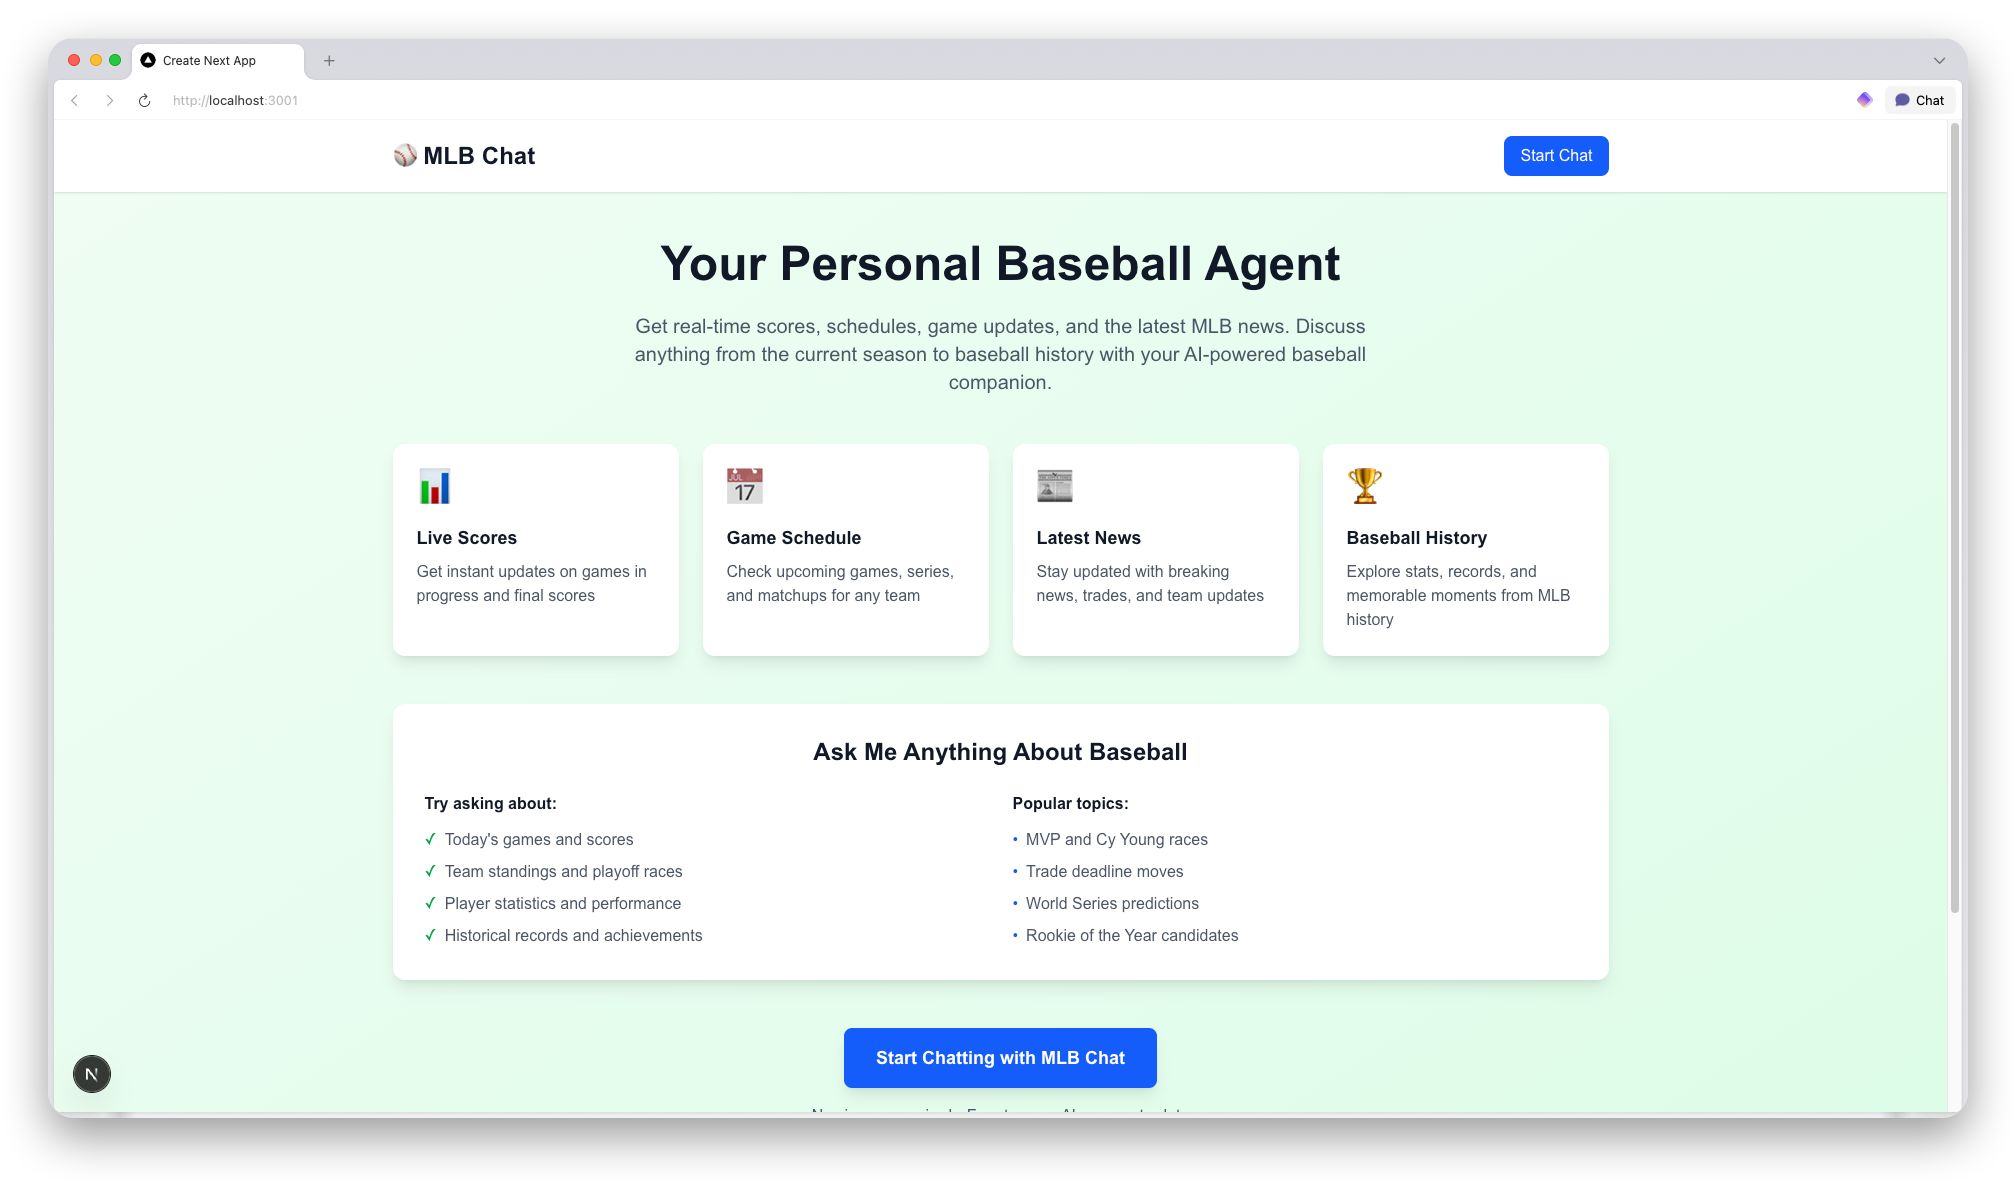 Create Next App
http://localhost:3001
Chat
MLB Chat
Start Chat
Your Personal Baseball Agent
Get real-time scores, schedules, game updates, and the latest MLB news. Discuss
anything from the current season to baseball history with your AI-powered baseball
companion.
JUL
17
Live Scores
Get instant updates on games in
progress and final scores
Game Schedule
Check upcoming games, series,
and matchups for any team
Latest News
Stay updated with breaking
news, trades, and team updates
Baseball History
Explore stats, records, and
memorable moments from MLB
history
Ask Me Anything About Baseball
Try asking about:
✓ Today's games and scores
✓ Team standings and playoff races
✓ Player statistics and performance
✓ Historical records and achievements
Popular topics:
• MVP and Cy Young races
• Trade deadline moves
• World Series predictions
• Rookie of the Year candidates
Start Chatting with MLB Chat
N